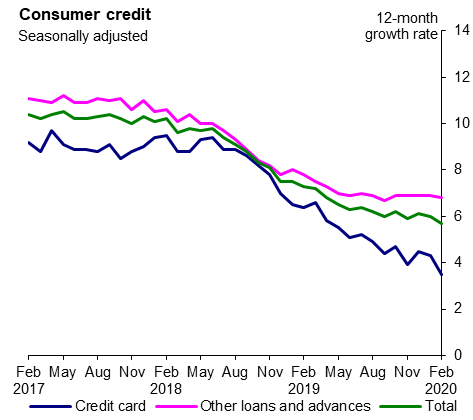 Consumer credit
Seasonally adjusted
12-month
growth rate
14
12
10
8
6
4
2
0
Feb May Aug Nov Feb May Aug Nov Feb May Aug Nov Feb
2017 2018 2019 2020
Credit card Other loans and advances Total